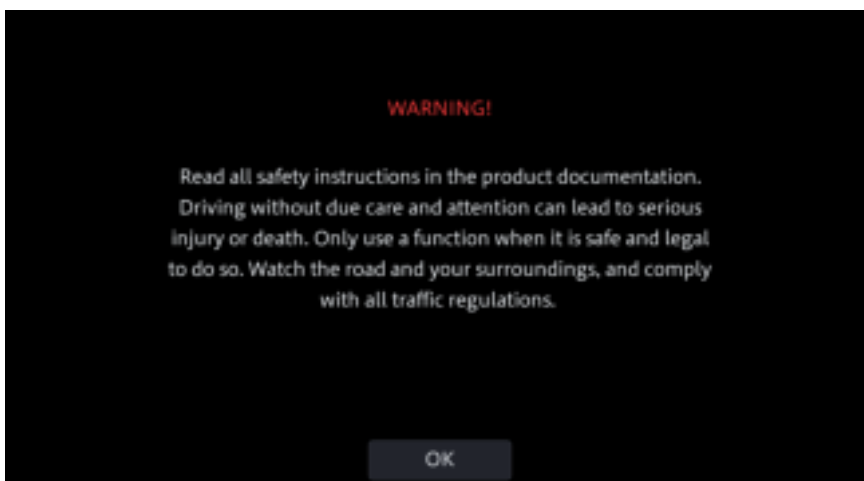 WARNING!
Read all safety instructions in the product documentation.
Driving without due care and attention can lead to serious
injury or death. Only use a function when it is safe and legal
to do so. Watch the road and your surroundings, and comply
with all traffic regulations.
OK